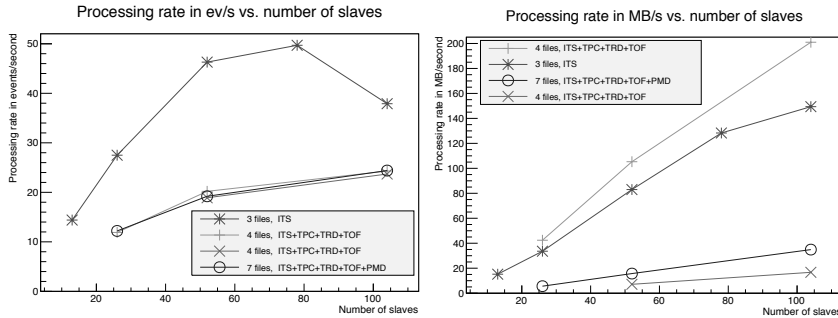 Processing rate in ev/s vs. number of slaves
Processing rate in events/second
50
40
30
20
10
0
20
40
60
80
100
Number of slaves
3 files, ITS
4 files, ITS+TPC+TRD+TOF
4 files, ITS+TPC+TRD+TOF
7 files, ITS+TPC+TRD+TOF+PMD
Processing rate in MB/s vs. number of slaves
Processing rate in MB/second
200
180
160
140
120
100
80
60
40
20
0
20
40
60
80
100
Number of slaves
4 files, ITS+TPC+TRD+TOF
3 files, ITS
7 files, ITS+TPC+TRD+TOF+PMD
4 files, ITS+TPC+TRD+TOF